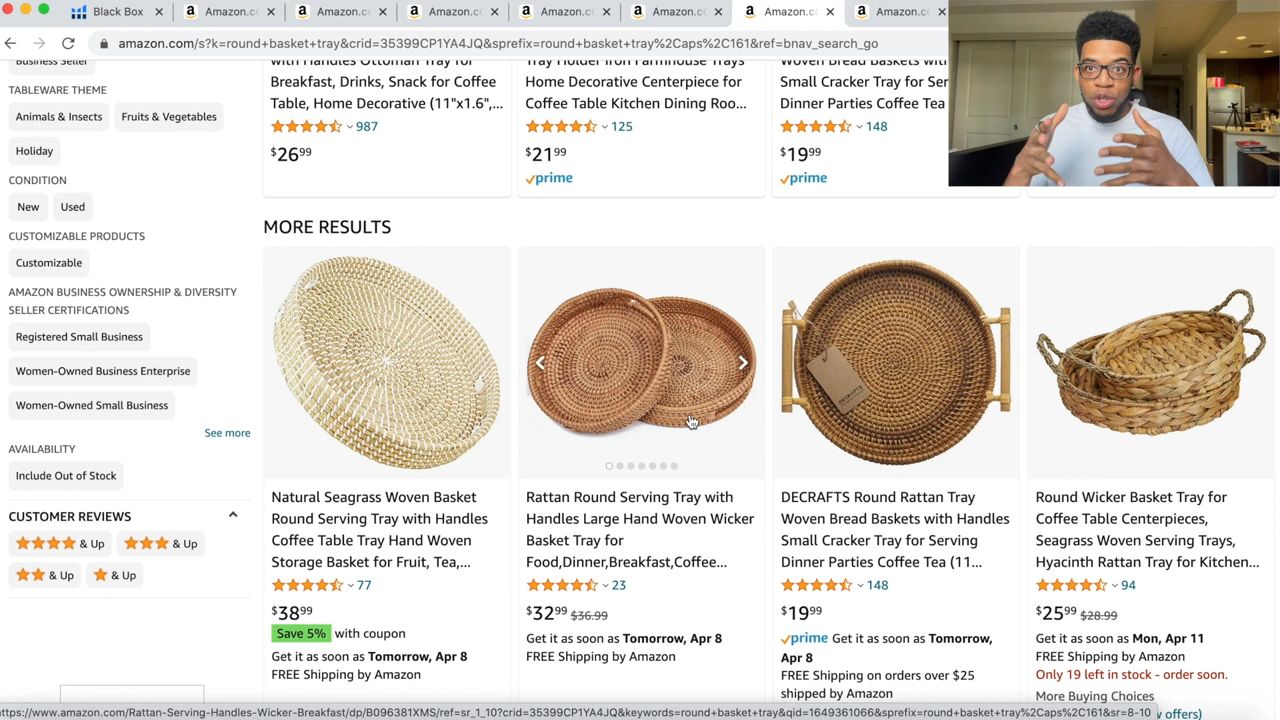 Black Box
Amazon.c
Amazon.c
Amazon.c
Amazon.c
Amazon.c
Amazon.c
Amazon.c
amazon.com/s?k=round+basket+tray&crid=35399CP1YA4JQ&sprefix=round+basket+tray%2Caps%2C161&ref=bnav_search_go
Business Seller
TABLEWARE THEME
Animals & Insects
Fruits & Vegetables
Holiday
CONDITION
New
Used
CUSTOMIZABLE PRODUCTS
Customizable
AMAZON BUSINESS OWNERSHIP & DIVERSITY
SELLER CERTIFICATIONS
Registered Small Business
Women-Owned Business Enterprise
Women-Owned Small Business
See more
AVAILABILITY
Include Out of Stock
CUSTOMER REVIEWS
& Up
& Up
& Up
& Up
with Handles Ottoman Tray for
Breakfast, Drinks, Snack for Coffee
Table, Home Decorative (11"x1.6",...
987
$26.99
Tray Holder Iron Farmhouse Trays
Home Decorative Centerpiece for
Coffee Table Kitchen Dining Roo...
125
$21.99
prime
Woven Bread Baskets with
Small Cracker Tray for Ser
Dinner Parties Coffee Tea
148
$19.99
prime
MORE RESULTS
DECRAFTS
Natural Seagrass Woven Basket
Round Serving Tray with Handles
Coffee Table Tray Hand Woven
Storage Basket for Fruit, Tea,...
77
$38.99
Save 5% with coupon
Get it as soon as Tomorrow, Apr 8
FREE Shipping by Amazon
Rattan Round Serving Tray with
Handles Large Hand Woven Wicker
Basket Tray for
Food,Dinner,Breakfast,Coffee...
23
$32.99 $36.99
Get it as soon as Tomorrow, Apr 8
FREE Shipping by Amazon
DECRAFTS Round Rattan Tray
Woven Bread Baskets with Handles
Small Cracker Tray for Serving
Dinner Parties Coffee Tea (11...
148
$19.99
prime Get it as soon as Tomorrow,
Apr 8
FREE Shipping on orders over $25
shipped by Amazon
Round Wicker Basket Tray for
Coffee Table Centerpieces,
Seagrass Woven Serving Trays,
Hyacinth Rattan Tray for Kitchen...
94
$25.99 $28.99
Get it as soon as Mon, Apr 11
FREE Shipping by Amazon
Only 19 left in stock - order soon.
More Buying Choices
offers)
https://www.amazon.com/Rattan-Serving-Handles-Wicker-Breakfast/dp/B096381XMS/ref=sr_1_10?crid=35399CP1YA4JQ&keywords=round+basket+tray&qid=1649361066&sprefix=round+basket+tray%2Caps%2C161&sr=8-10